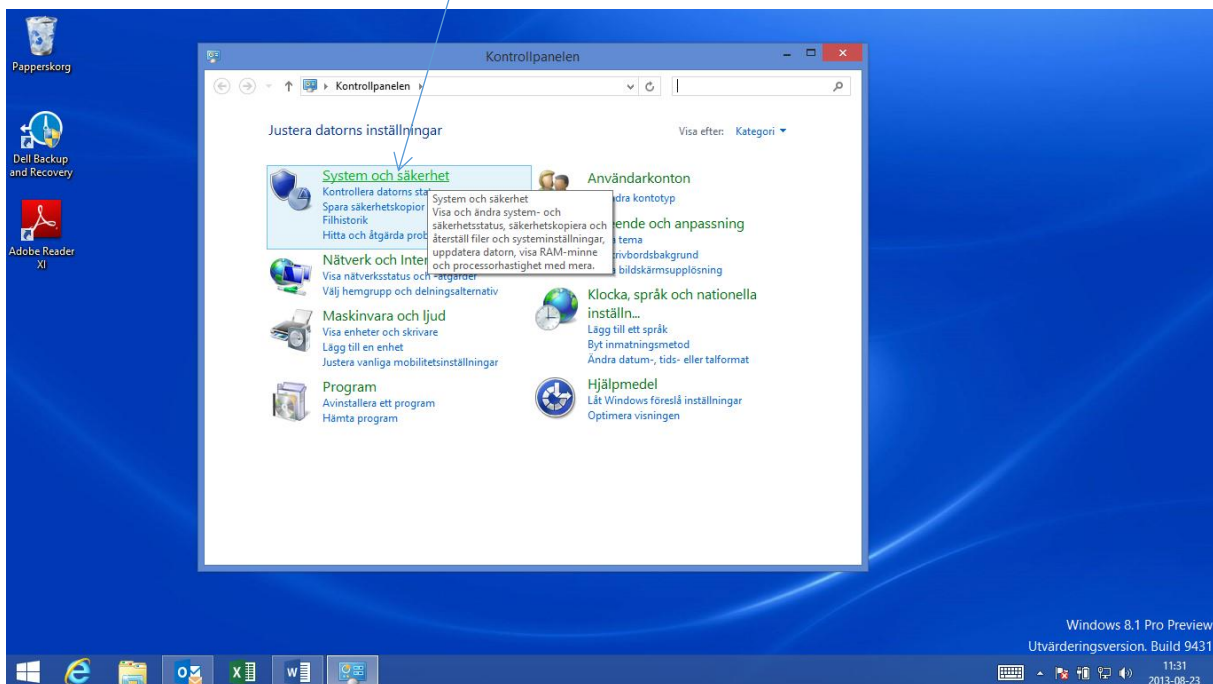 Papperskorg
Dell Backup
and Recovery
Adobe Reader
XI
Kontrollpanelen
Kontrollpanelen
Justera datorns inställningar
Visa efter: Kategori
System och säkerhet
Kontrollera datorns
Spara säkerhetskopior
Filhistorik
Hitta och åtgärda
System och säkerhet
Visa och ändra system- och
säkerhetsstatus, säkerhetskopiera och
återställ filer och systeminställningar,
uppdatera datorn, visa RAM-minne
och processorhastighet med mera.
Nätverk och
Visa nätverksstatus och -åtgärder
Välj hemgrupp och delningsalternativ
Maskinvara och ljud
Visa enheter och skrivare
Lägg till en enhet
Justera vanliga mobilitetsinställningar
Program
Avinstallera ett program
Hämta program
Användarkonton
kontotyp
och anpassning
tema
bildskärmsupplösning
Klocka, språk och nationella
inställn...
Lägg till ett språk
Byt inmatningsmetod
Ändra datum-, tids- eller talformat
Hjälpmedel
Låt Windows föreslå inställningar
Optimera visningen
Windows 8.1 Pro Preview
Utvärderingsversion. Build 9431
11:31
2013-08-23